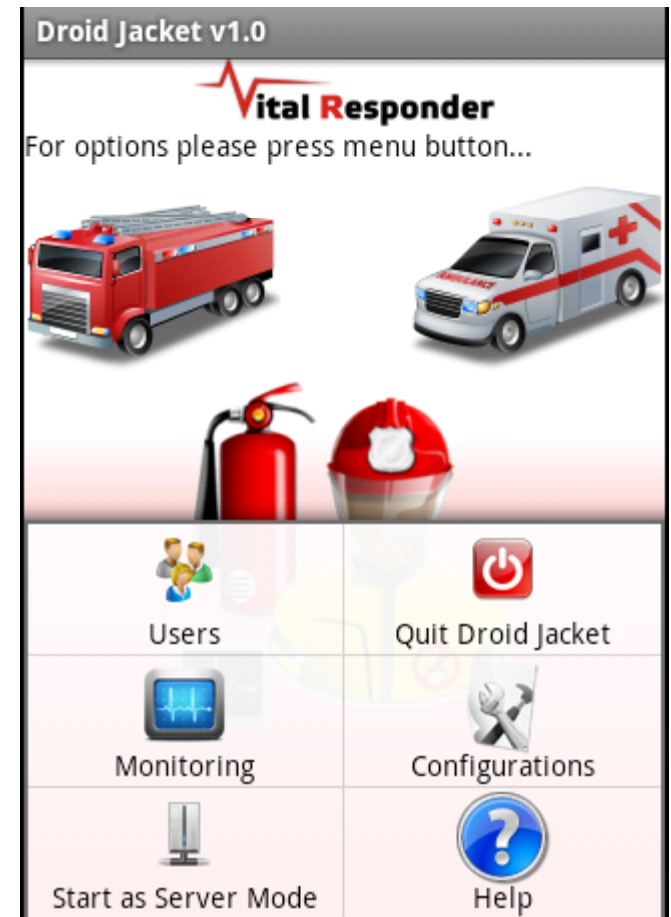 Droid Jacket v1.0
Vital Responder
For options please press menu button...
AMBULANCE
Users
Quit Droid Jacket
Monitoring
Configurations
Start as Server Mode
Help